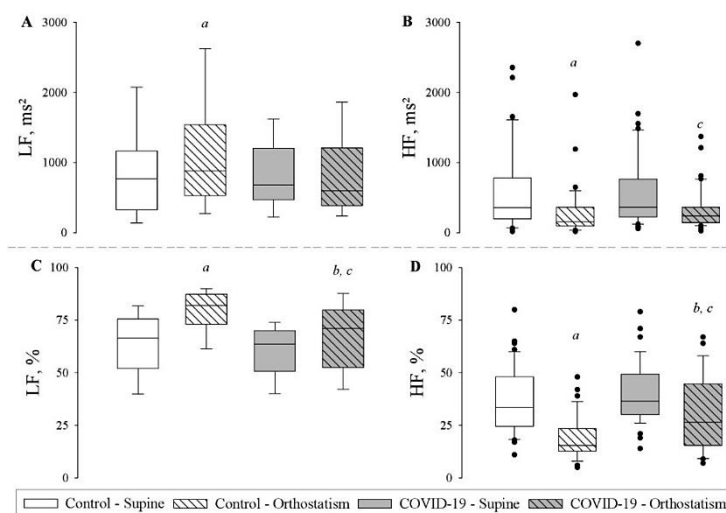 A
a
3000
2000
1000
0
LF, ms²
B
a
c
3000
2000
1000
0
HF, ms²
C
a
b, c
100
75
50
25
0
LF, %
D
a
b, c
100
75
50
25
0
HF, %
Control - Supine Control - Orthostatism COVID-19 - Supine COVID-19 - Orthostatism